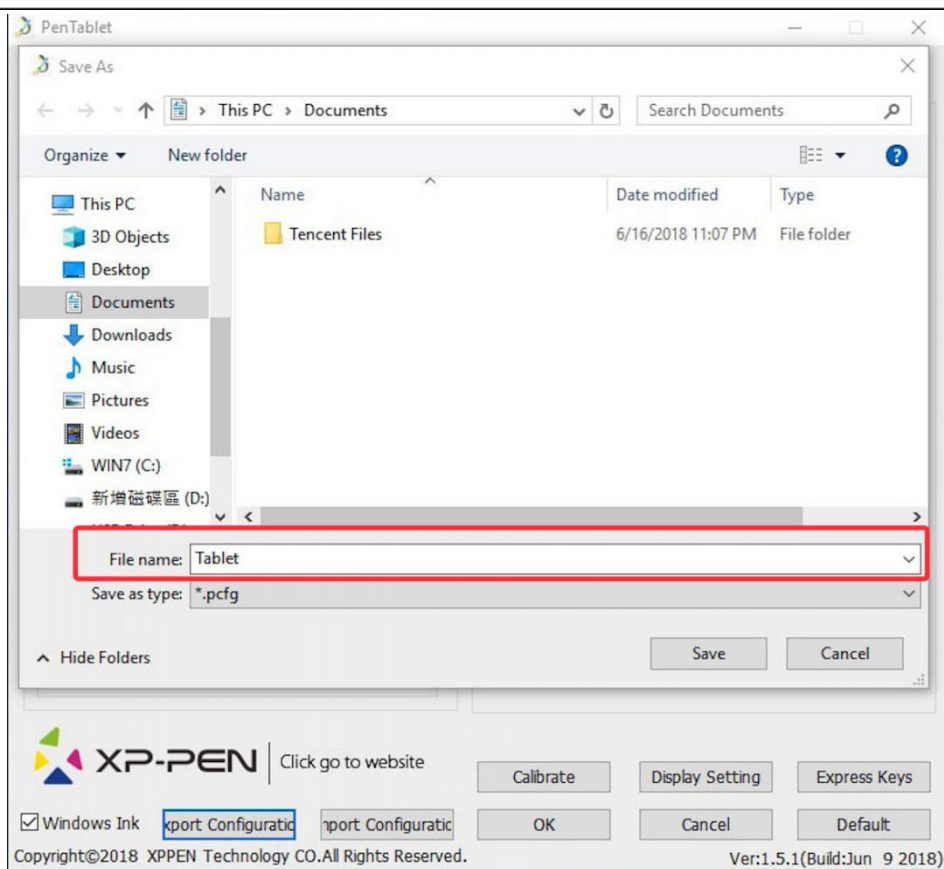 PenTablet
Save As
This PC > Documents
Search Documents
Organize
New folder
Name
Date modified
Type
This PC
3D Objects
Desktop
Documents
Downloads
Music
Pictures
Videos
WIN7 (C:)
新增磁碟區 (D:)
Tencent Files 6/16/2018 11:07 PM File folder
File name: Tablet
Save as type: *.pcfg
Hide Folders
Save
Cancel
XP-PEN
Click go to website
Calibrate
Display Setting
Express Keys
Windows Ink
xport Configuratic
nport Configuratic
OK
Cancel
Default
Copyright©2018 XPPEN Technology CO.All Rights Reserved.
Ver:1.5.1(Build:Jun 9 2018)